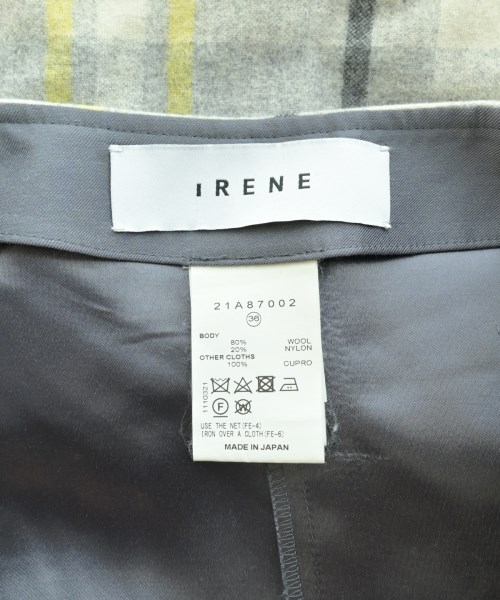 IRENE
21A87002
36
BODY
80% WOOL
20% NYLON
OTHER CLOTHS
100% CUPRO
1110321
F W
USE THE NET(FE-4)
IRON OVER A CLOTH(FE-6)
MADE IN JAPAN